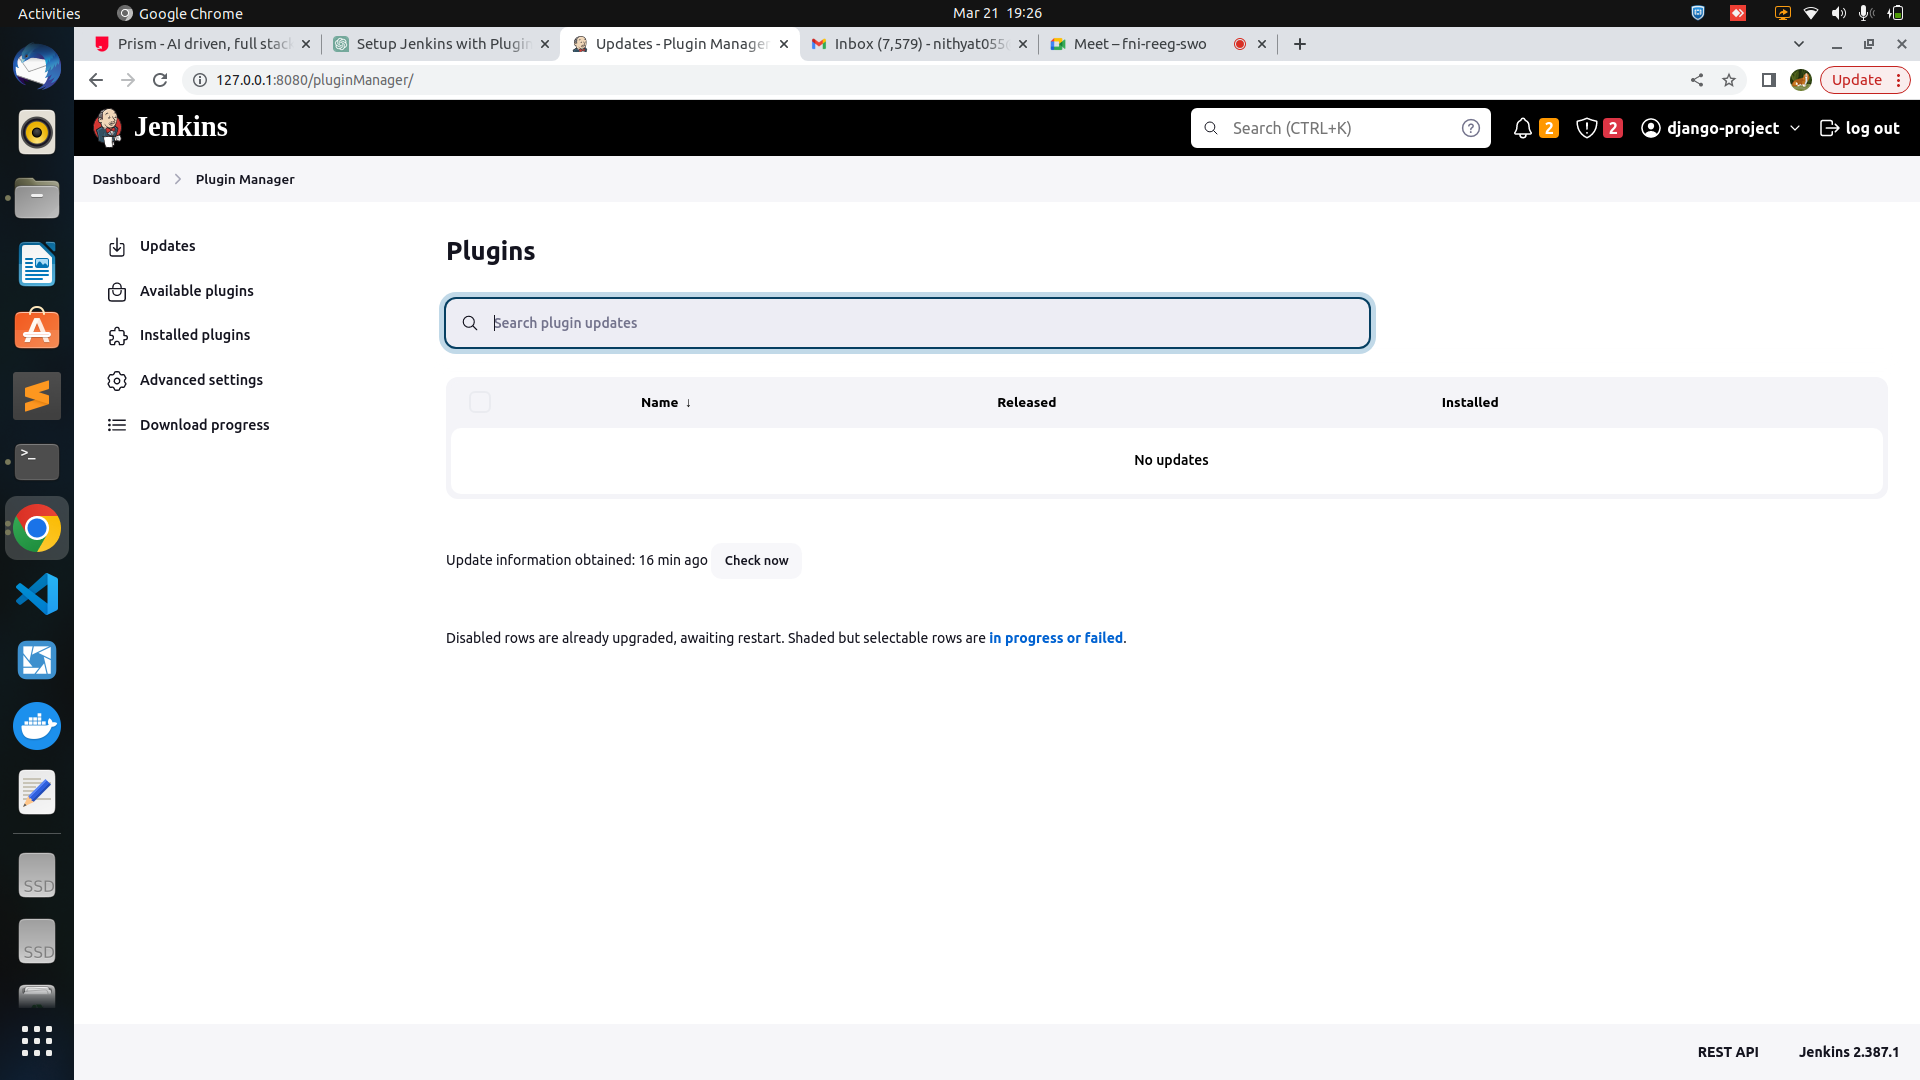 Activities
Google Chrome
Mar 21 19:26
Prism - AI driven, full stac
Setup Jenkins with Plugin
Updates - Plugin Manager
Inbox (7,579) - nithyat055
Meet – fni-reeg-swo
127.0.0.1:8080/pluginManager/
Update
Jenkins
Search (CTRL+K)
2
2
django-project
log out
Dashboard
Plugin Manager
Updates
Available plugins
Installed plugins
Advanced settings
Download progress
Plugins
Search plugin updates
Name ↓
Released
Installed
No updates
Update information obtained: 16 min ago
Check now
Disabled rows are already upgraded, awaiting restart. Shaded but selectable rows are in progress or failed.
SSD
SSD
REST API
Jenkins 2.387.1